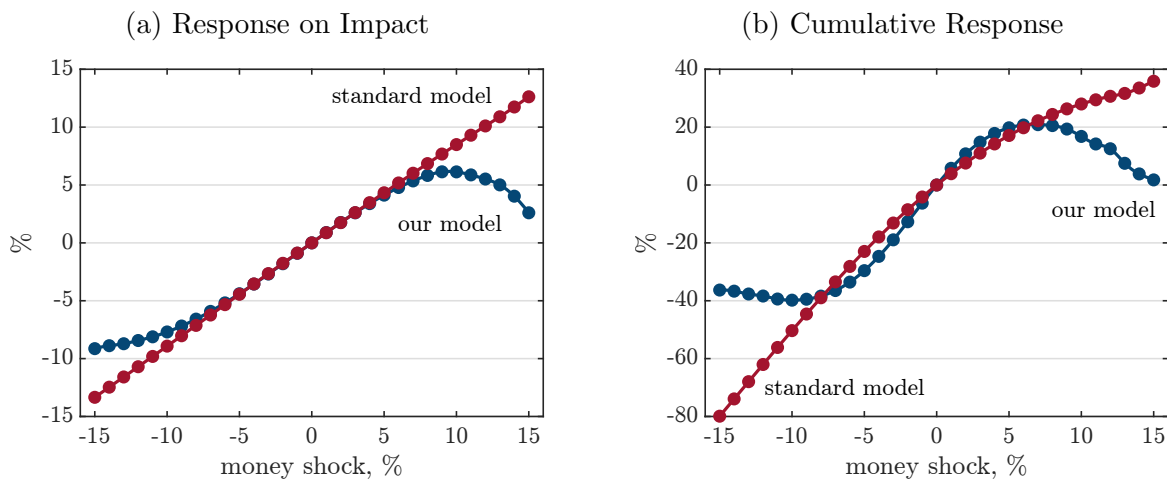 (a) Response on Impact
15
10
5
0
-5
-10
-15
%
standard model
our model
-15 -10 -5 0 5 10 15
money shock, %
(b) Cumulative Response
40
20
0
-20
-40
-60
-80
%
our model
standard model
-15 -10 -5 0 5 10 15
money shock, %